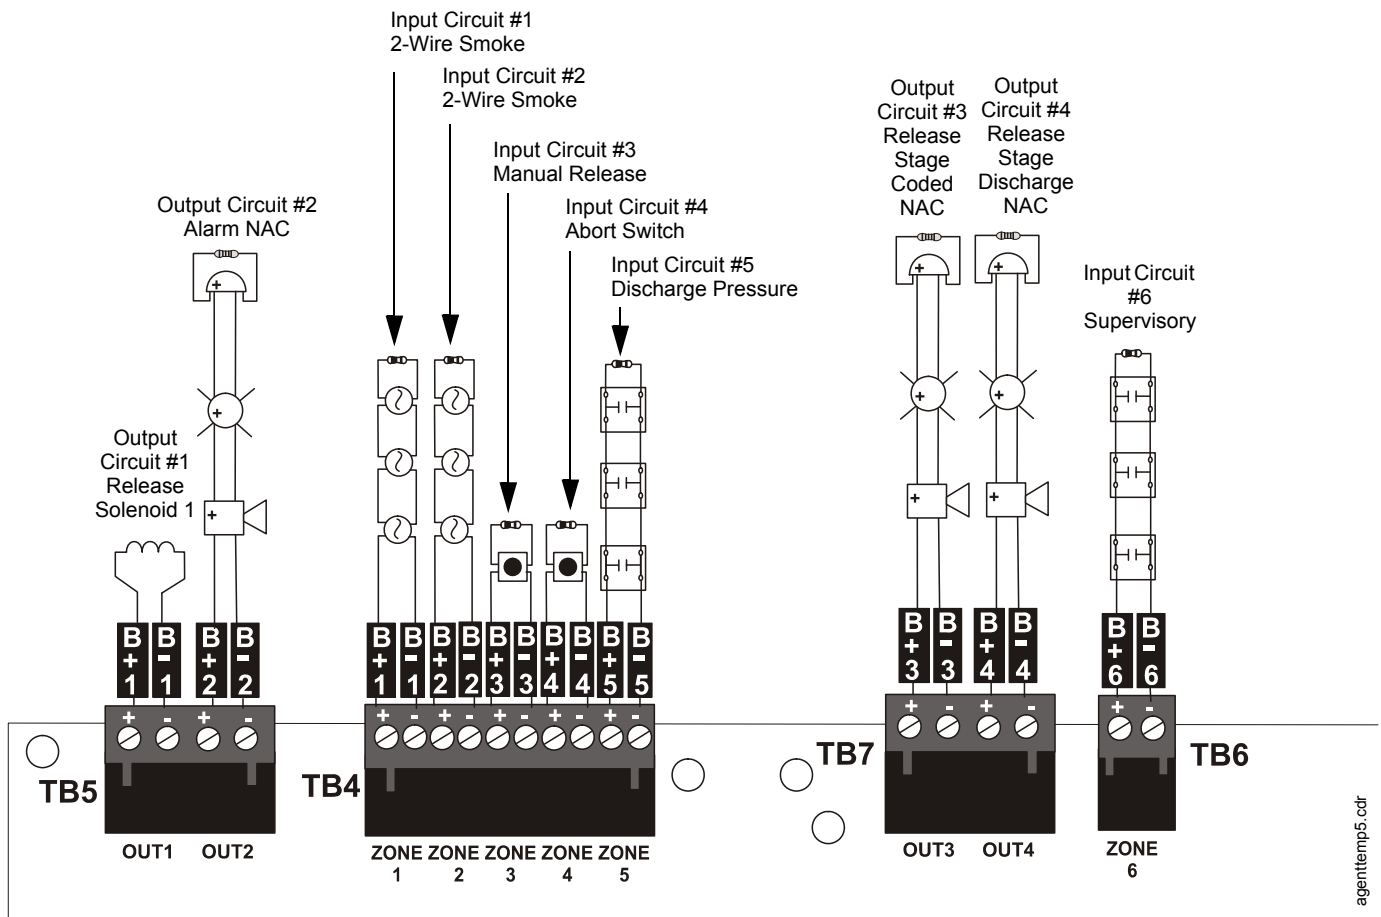 Input Circuit #1
2-Wire Smoke
Input Circuit #2
2-Wire Smoke
Input Circuit #3
Manual Release
Input Circuit #4
Abort Switch
Input Circuit #5
Discharge Pressure
Output Circuit #2
Alarm NAC
Output
Circuit #1
Release
Solenoid 1
Output
Circuit #3
Release
Stage
Coded
NAC
Output
Circuit #4
Release
Stage
Discharge
NAC
Input Circuit
#6
Supervisory
B+1
B-1
B+2
B-2
B+1
B-1
B+2
B-2
B+3
B-3
B+4
B-4
B+5
B-5
B+3
B-3
B+4
B-4
B+6
B-6
+ - + -
+ - + - + - + - + -
+ - + -
+ -
TB5
TB4
TB7
TB6
OUT1
OUT2
ZONE
1
ZONE
2
ZONE
3
ZONE
4
ZONE
5
OUT3
OUT4
ZONE
6
agenttemp5.cdr